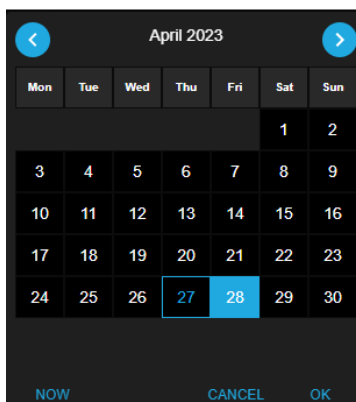 April 2023
Mon Tue Wed Thu Fri Sat Sun
1 2
3 4 5 6 7 8 9
10 11 12 13 14 15 16
17 18 19 20 21 22 23
24 25 26 27 28 29 30
NOW CANCEL OK